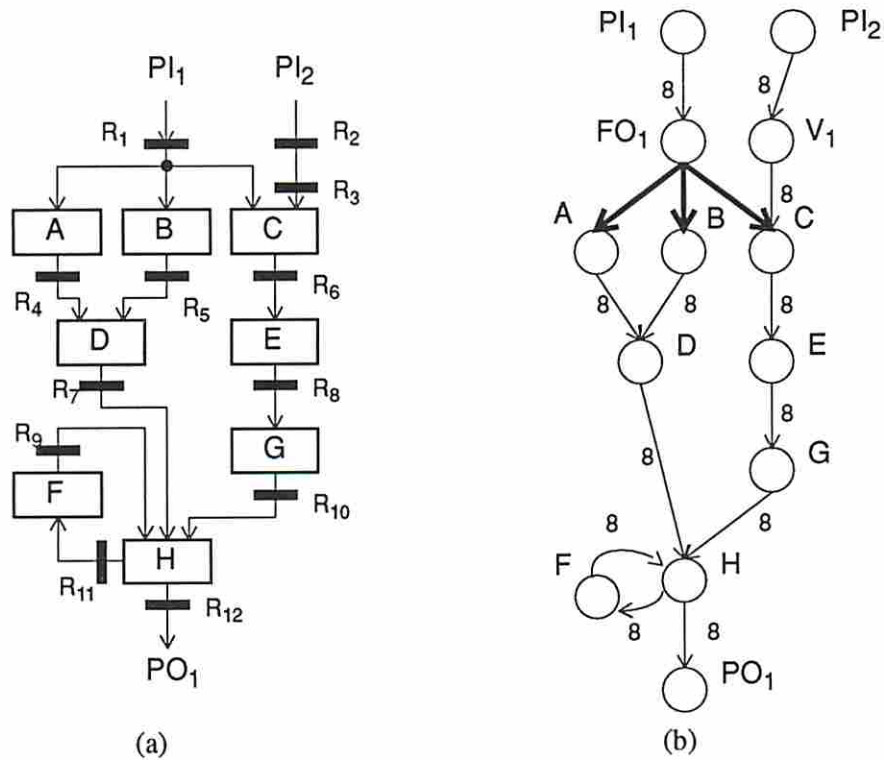 PI1 PI2
R1 R2
R3
A B C
R4 R5 R6
D E
R7 R8
R9 G
F R10
H
R11 R12
PO1
(a)
PI1 PI2
8 8
FO1 V1
8
A B C
8 8 8
D E
8
8 G
8 8
F H
8 8
PO1
(b)